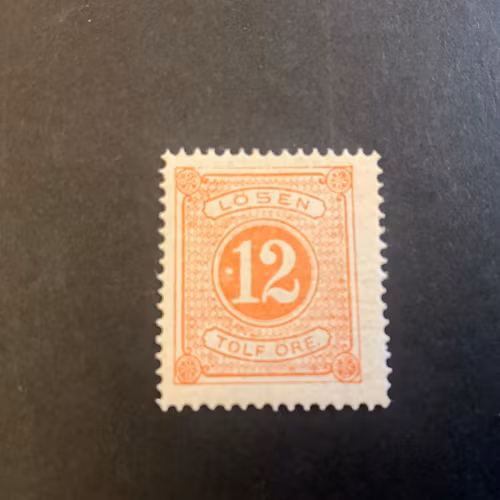 LÖSEN
12
TOLF ÖRE.